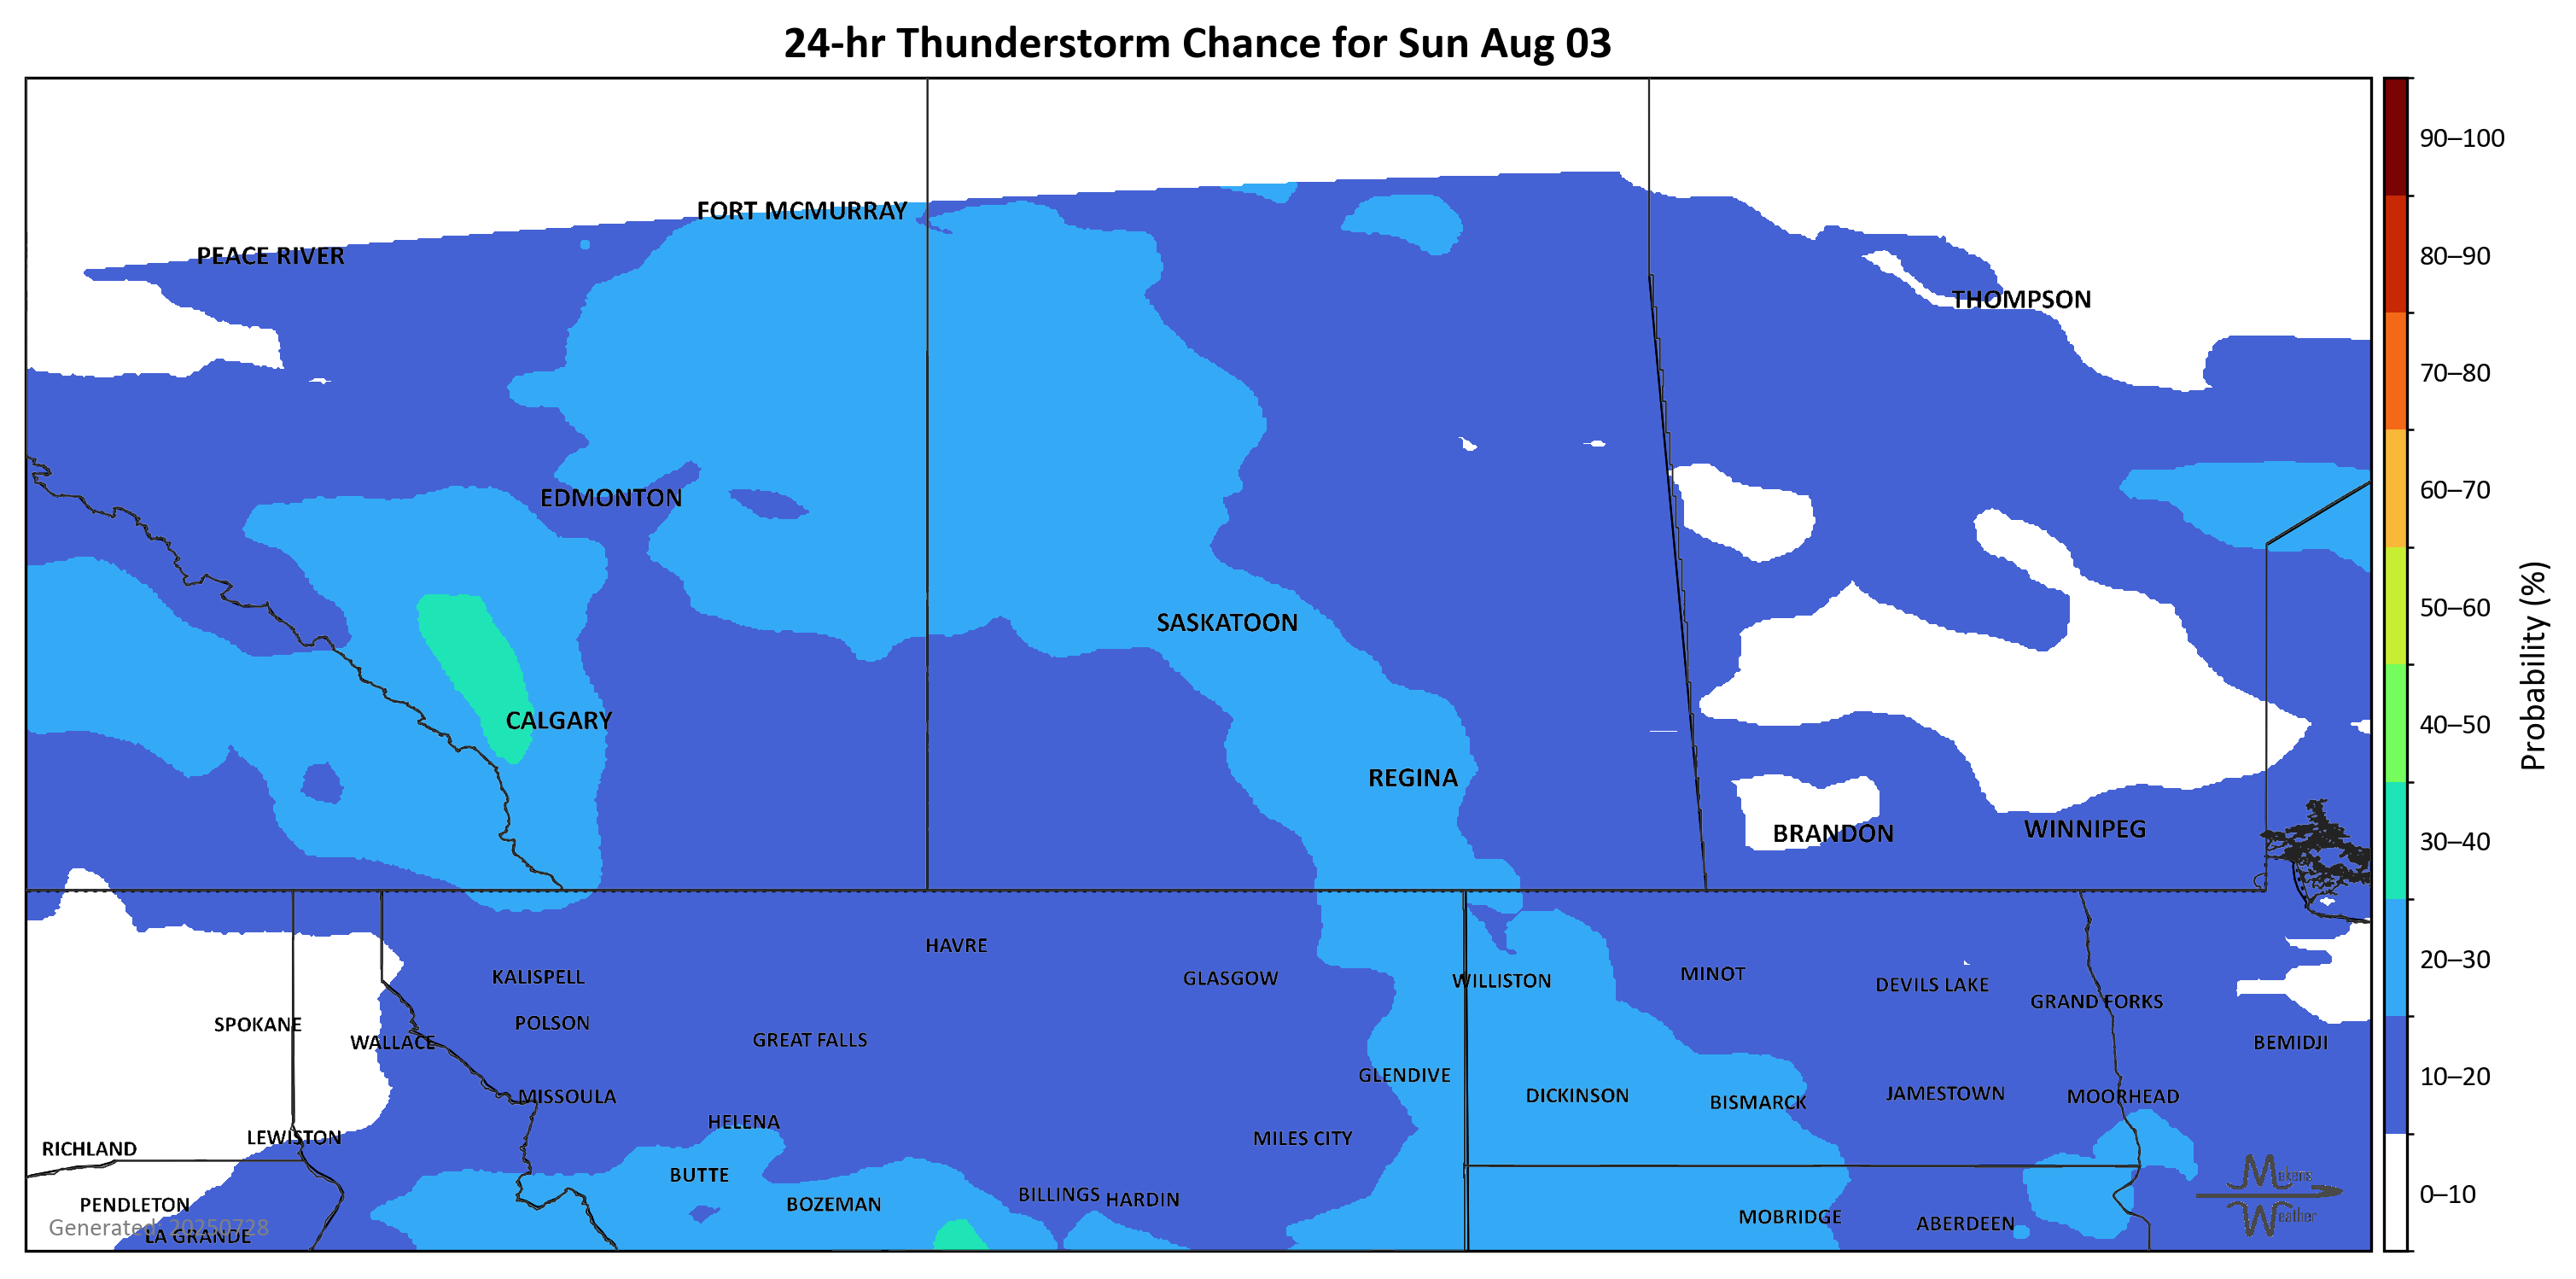 24-hr Thunderstorm Chance for Sun Aug 03
90–100
FORT MCMURRAY
PEACE RIVER
80–90
THOMPSON
70–80
60–70
EDMONTON
50–60
SASKATOON
CALGARY
40–50
Probability (%)
REGINA
BRANDON
WINNIPEG
30–40
HAVRE
KALISPELL
GLASGOW
WILLISTON
MINOT
DEVILS LAKE
20–30
GRAND FORKS
SPOKANE
POLSON
WALLACE
GREAT FALLS
BEMIDJI
GLENDIVE
10–20
MISSOULA
DICKINSON
BISMARCK
JAMESTOWN
MOORHEAD
HELENA
LEWISTON
MILES CITY
RICHLAND
BUTTE
Makens
BILLINGS
HARDIN
0–10
PENDLETON
BOZEMAN
Weather
MOBRIDGE
ABERDEEN
Generated: 20250728
LA GRANDE